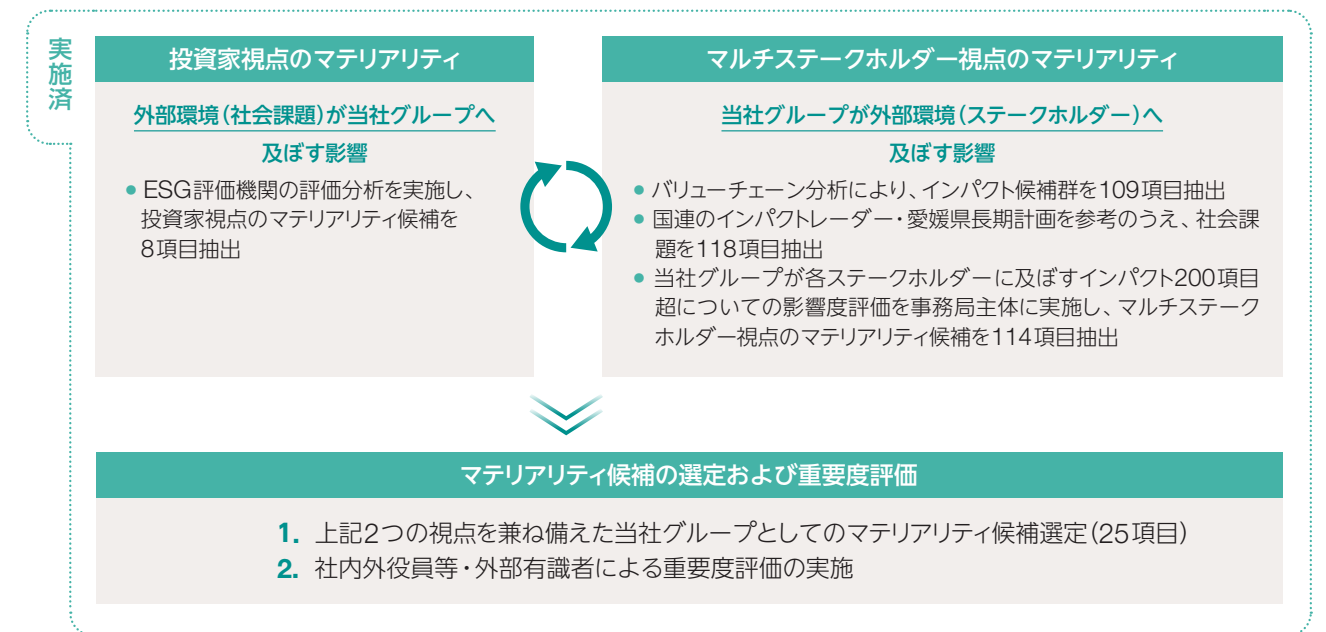 実施済
投資家視点のマテリアリティ
外部環境(社会課題)が当社グループへ
及ぼす影響
● ESG評価機関の評価分析を実施し、
投資家視点のマテリアリティ候補を
8項目抽出
マルチステークホルダー視点のマテリアリティ
当社グループが外部環境(ステークホルダー)へ
及ぼす影響
● バリューチェーン分析により、インパクト候補群を109項目抽出
● 国連のインパクトレーダー・愛媛県長期計画を参考のうえ、社会課
題を118項目抽出
● 当社グループが各ステークホルダーに及ぼすインパクト200項目
超についての影響度評価を事務局主体に実施し、マルチステーク
ホルダー視点のマテリアリティ候補を114項目抽出
マテリアリティ候補の選定および重要度評価
1. 上記2つの視点を兼ね備えた当社グループとしてのマテリアリティ候補選定(25項目)
2. 社内外役員等・外部有識者による重要度評価の実施